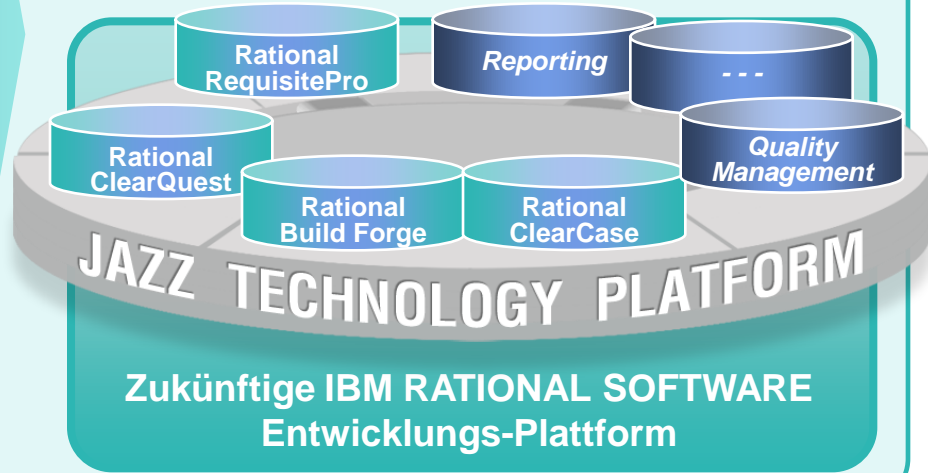 Rational
RequisitePro
Reporting
- - -
Rational
ClearQuest
Quality
Management
Rational
Build Forge
Rational
ClearCase
JAZZ TECHNOLOGY PLATFORM
Zukünftige IBM RATIONAL SOFTWARE
Entwicklungs-Plattform